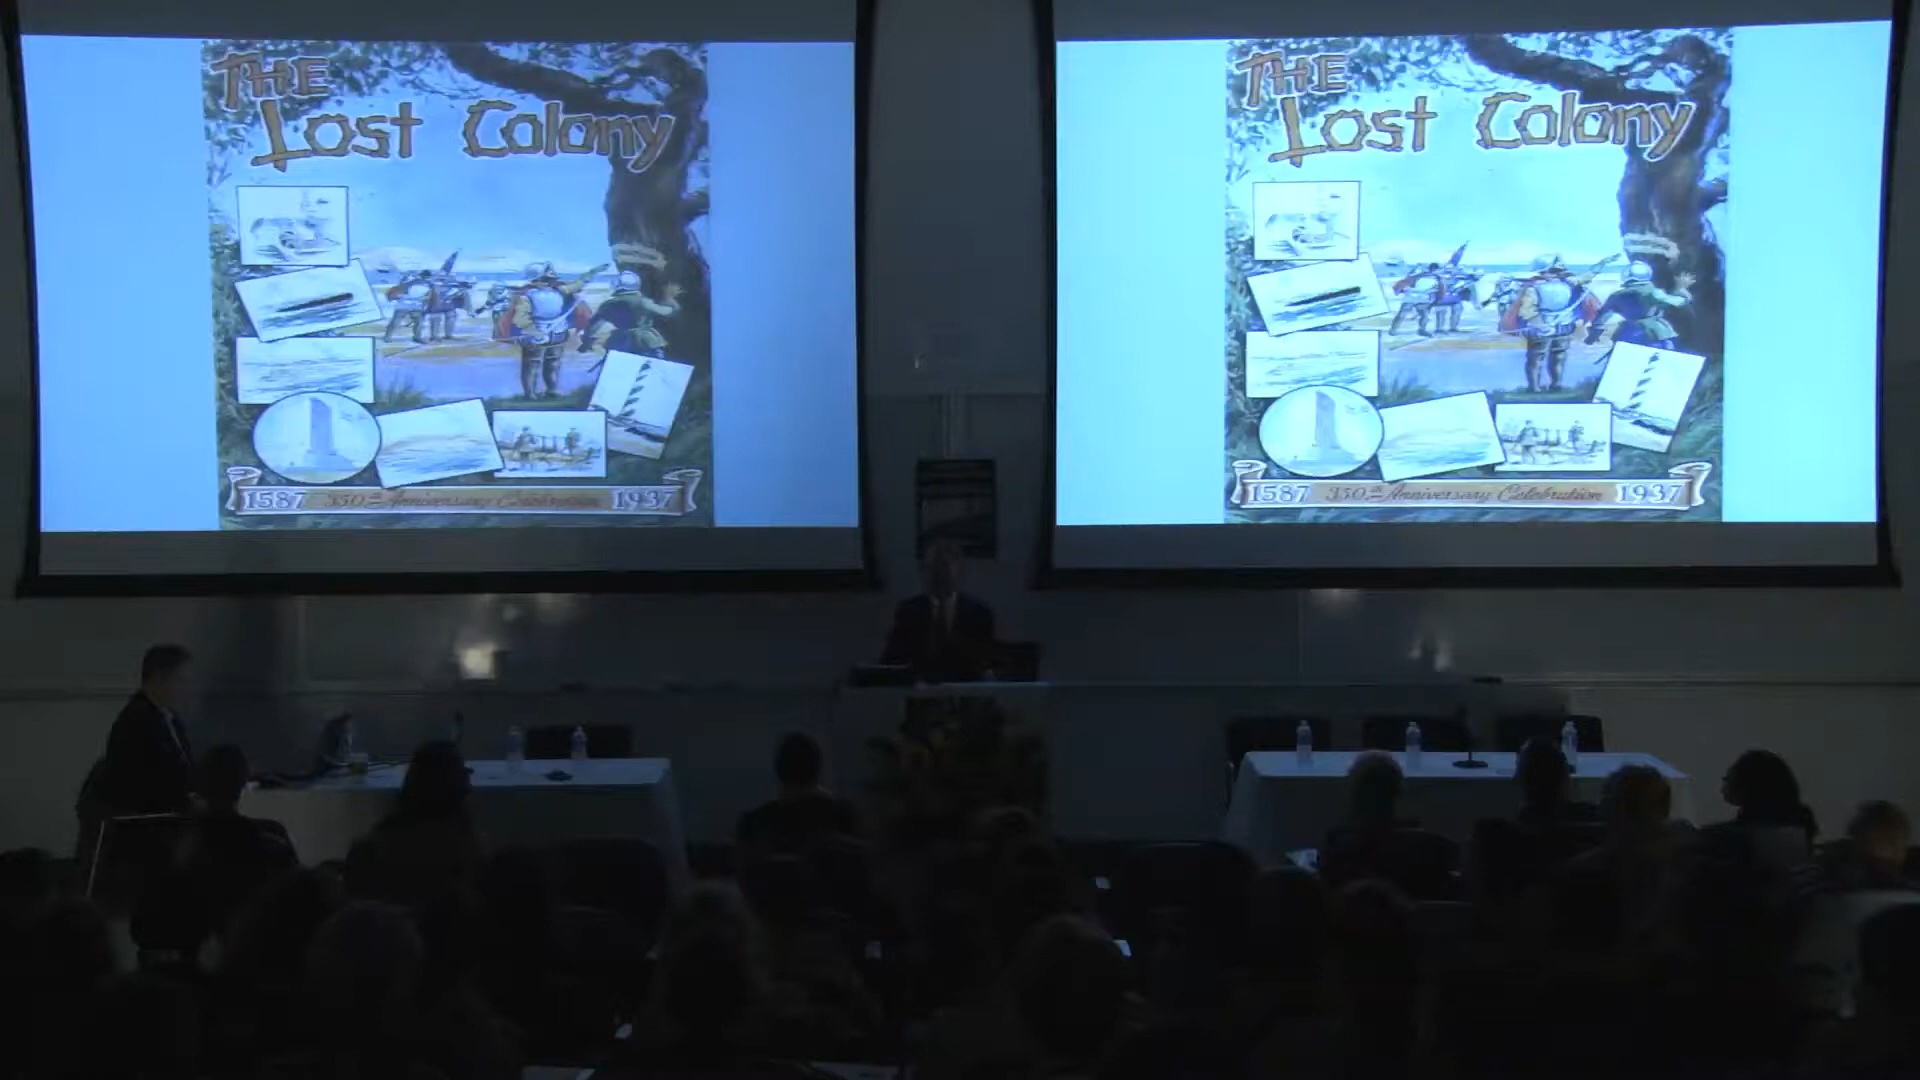 THE
Lost Colony
1587 350th Anniversary Celebration 1937
THE
Lost Colony
1587 350th Anniversary Celebration 1937